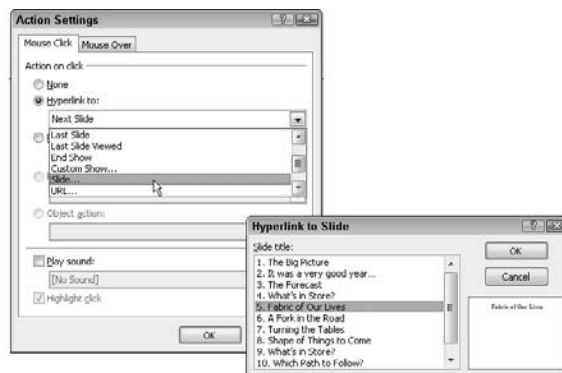 Action Settings
Mouse Click
Mouse Over
Action on click
None
Hyperlink to:
Next Slide
Last Slide
Last Slide Viewed
End Show
Custom Show...
Slide...
URL...
Object action:
Play sound:
[No Sound]
Highlight click
OK
Hyperlink to Slide
Slide title:
1. The Big Picture
2. It was a very good year...
3. The Forecast
4. What's in Store?
5. Fabric of Our Lives
6. A Fork in the Road
7. Turning the Tables
8. Shape of Things to Come
9. What's in Store?
10. Which Path to Follow?
OK
Cancel
Fabric of Our Lives